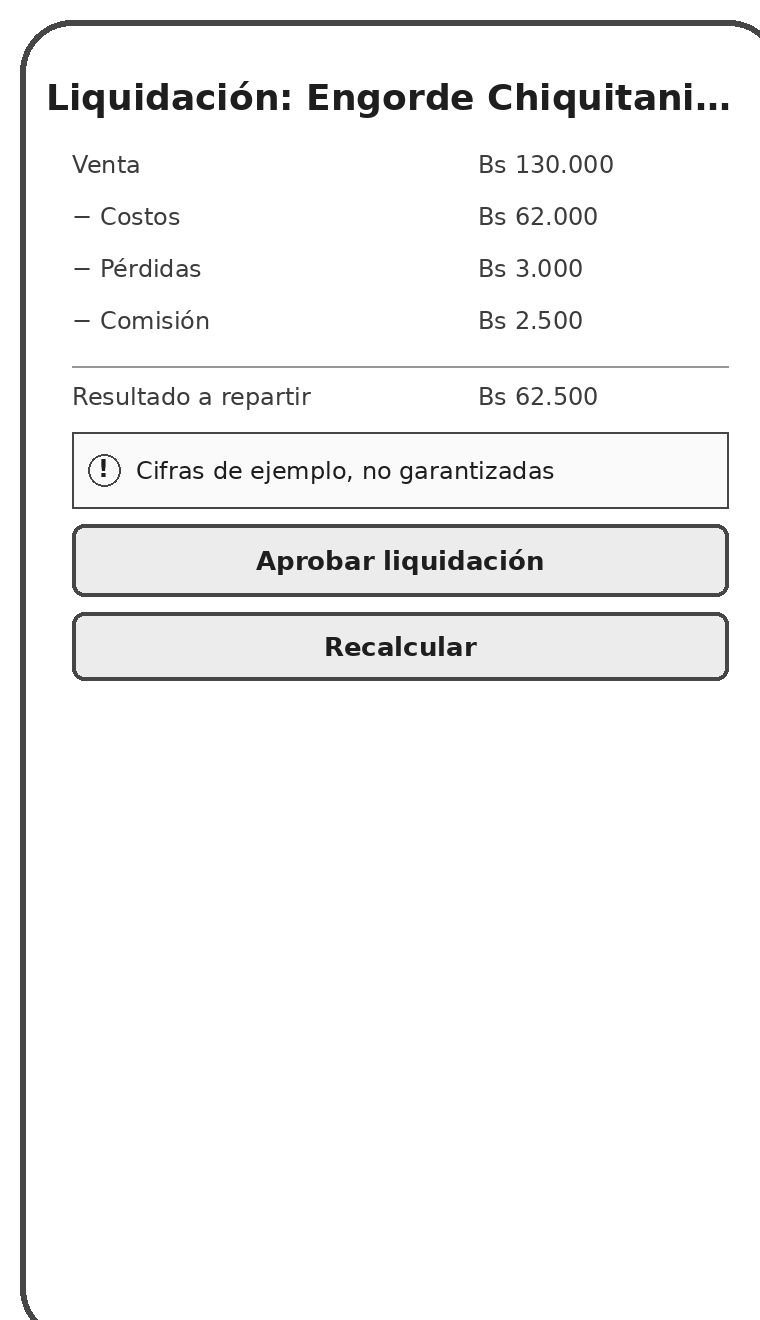 Liquidación: Engorde Chiquitani…
Venta Bs 130.000
− Costos Bs 62.000
− Pérdidas Bs 3.000
− Comisión Bs 2.500
Resultado a repartir Bs 62.500
! Cifras de ejemplo, no garantizadas
Aprobar liquidación
Recalcular